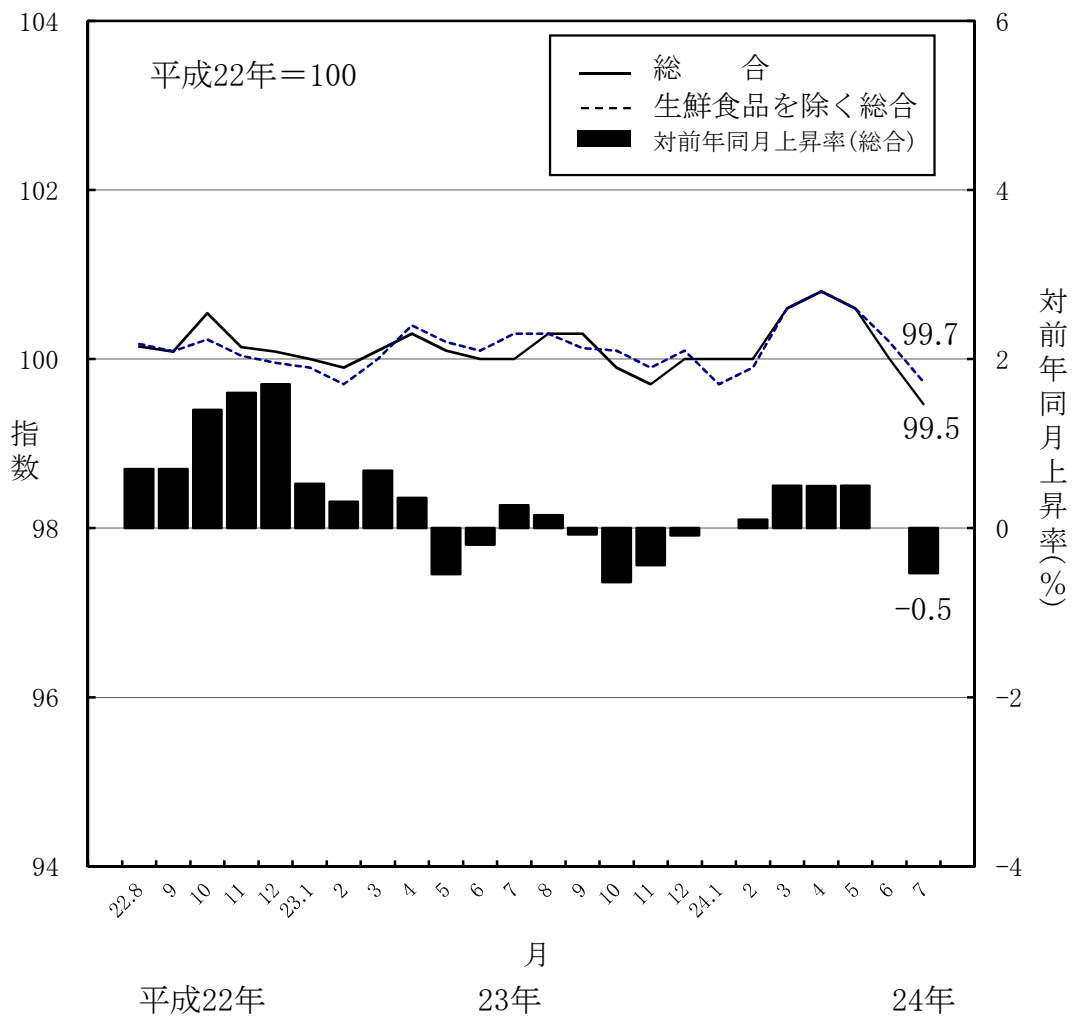 104
102
100
98
96
94
指数
平成22年＝100
総　　合
生鮮食品を除く総合
対前年同月上昇率(総合)
99.7
99.5
-0.5
6
4
2
0
-2
-4
対前年同月上昇率(％)
22.8 9 10 11 12 23.1 2 3 4 5 6 7 8 9 10 11 12 24.1 2 3 4 5 6 7
月
平成22年 23年 24年